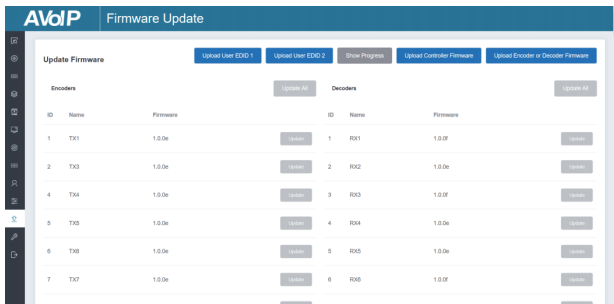 AVoIP Firmware Update
Update Firmware Upload User EDID 1 Upload User EDID 2 Show Progress Upload Controller Firmware Upload Encoder or Decoder Firmware
Encoders Update All Decoders Update All
ID Name Firmware ID Name Firmware
1 TX1 1.0.0e Update 1 RX1 1.0.0f Update
2 TX3 1.0.0e Update 2 RX2 1.0.0e Update
4 TX4 1.0.0e Update 3 RX3 1.0.0f Update
5 TX5 1.0.0e Update 4 RX4 1.0.0e Update
6 TX6 1.0.0e Update 5 RX5 1.0.0e Update
7 TX7 1.0.0e Update 6 RX6 1.0.0f Update